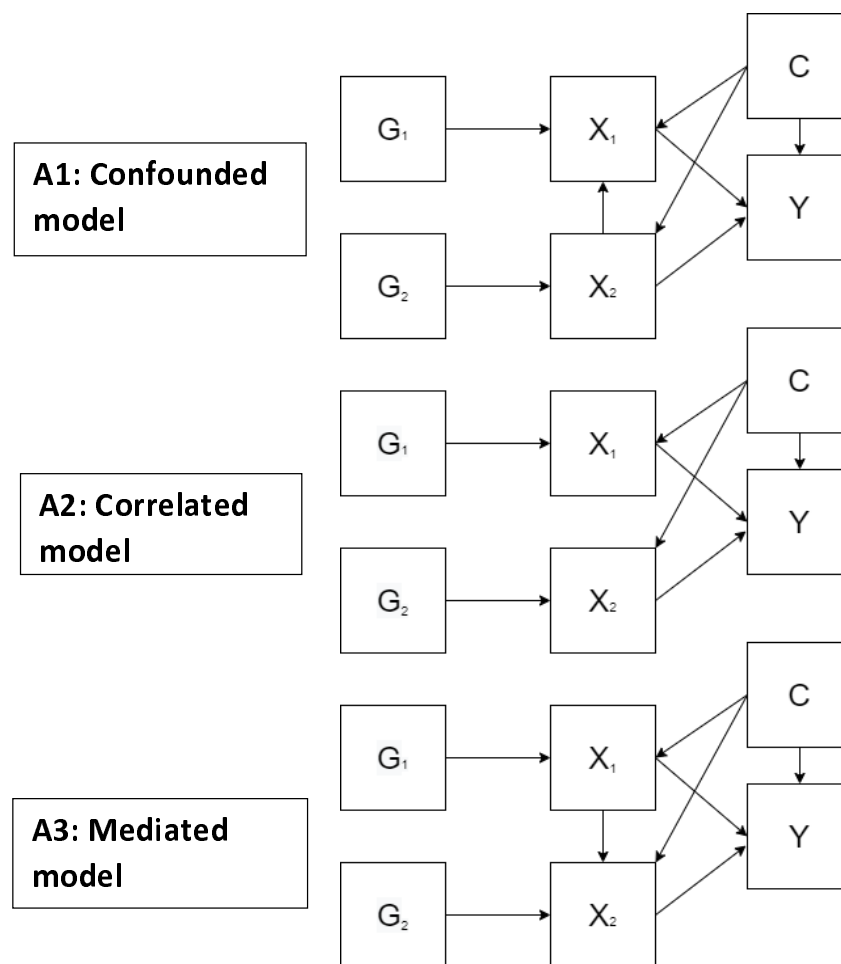 C
G₁
X₁
A1: Confounded
model
Y
G₂
X₂
C
G₁
X₁
A2: Correlated
model
Y
G₂
X₂
C
G₁
X₁
A3: Mediated
model
Y
G₂
X₂